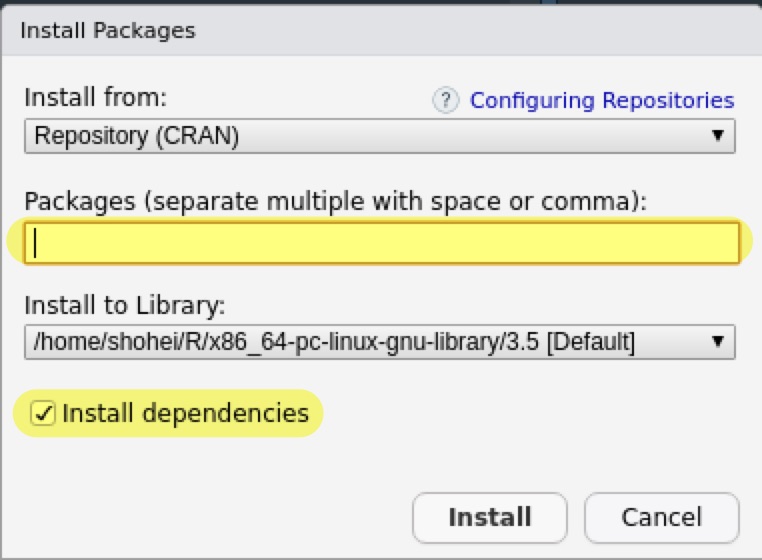 Install Packages
Install from:
? Configuring Repositories
Repository (CRAN)
Packages (separate multiple with space or comma):
Install to Library:
/home/shohei/R/x86_64-pc-linux-gnu-library/3.5 [Default]
Install dependencies
Install Cancel